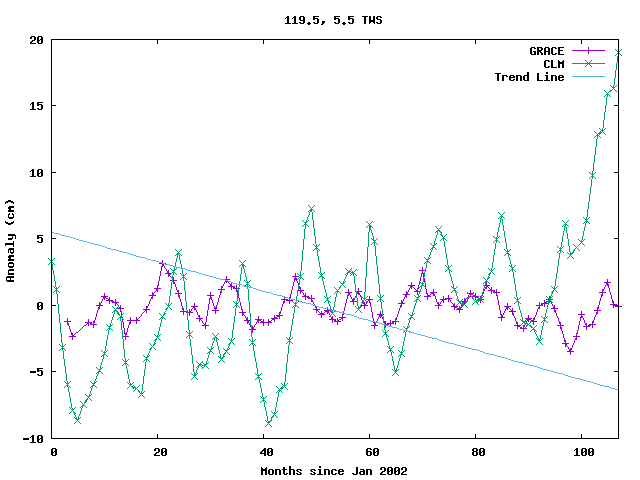 119.5, 5.5 TWS
GRACE
CLM
Trend Line
Anomaly (cm)
20
15
10
5
0
-5
-10
0 20 40 60 80 100
Months since Jan 2002